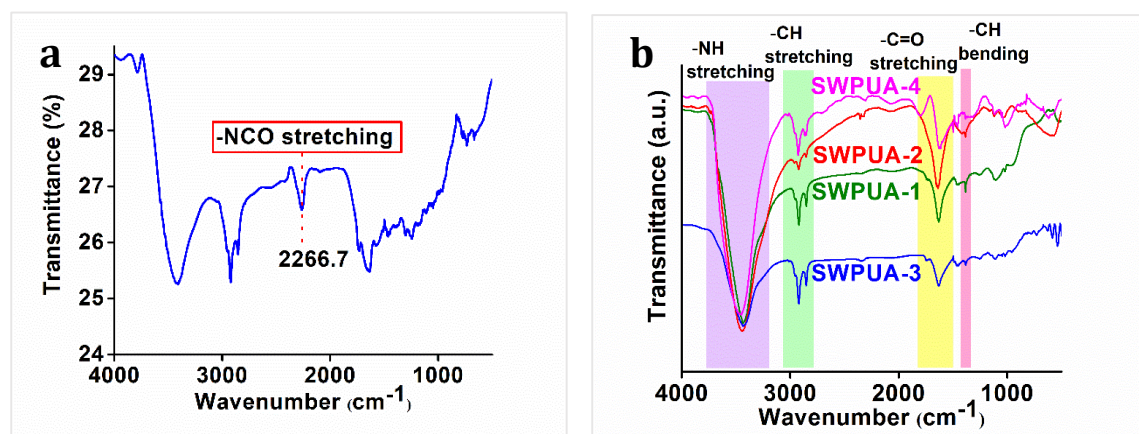 a
29
28
27
26
25
24
Transmittance (%)
-NCO stretching
2266.7
4000 3000 2000 1000
Wavenumber (cm-1)
b
-NH
stretching
-CH
stretching
-C=O
stretching
-CH
bending
SWPUA-4
SWPUA-2
SWPUA-1
SWPUA-3
Transmittance (a.u.)
4000 3000 2000 1000
Wavenumber (cm-1)